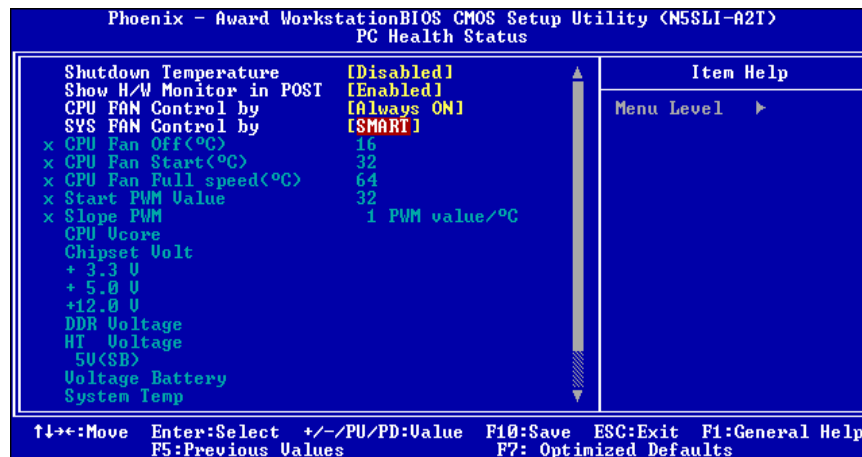 Phoenix - Award WorkstationBIOS CMOS Setup Utility (N5SLI-A2T)
PC Health Status
Shutdown Temperature [Disabled]
Show H/W Monitor in POST [Enabled]
CPU FAN Control by [Always ON]
SYS FAN Control by [SMART]
x CPU Fan Off(ºC) 16
x CPU Fan Start(ºC) 32
x CPU Fan Full speed(ºC) 64
x Start PWM Value 32
x Slope PWM 1 PWM value/ºC
CPU Vcore
Chipset Volt
+ 3.3 V
+ 5.0 V
+12.0 V
DDR Voltage
HT Voltage
5V(SB)
Voltage Battery
System Temp
Item Help
Menu Level ►
↑↓→←:Move Enter:Select +/-/PU/PD:Value F10:Save ESC:Exit F1:General Help
F5:Previous Values F7: Optimized Defaults